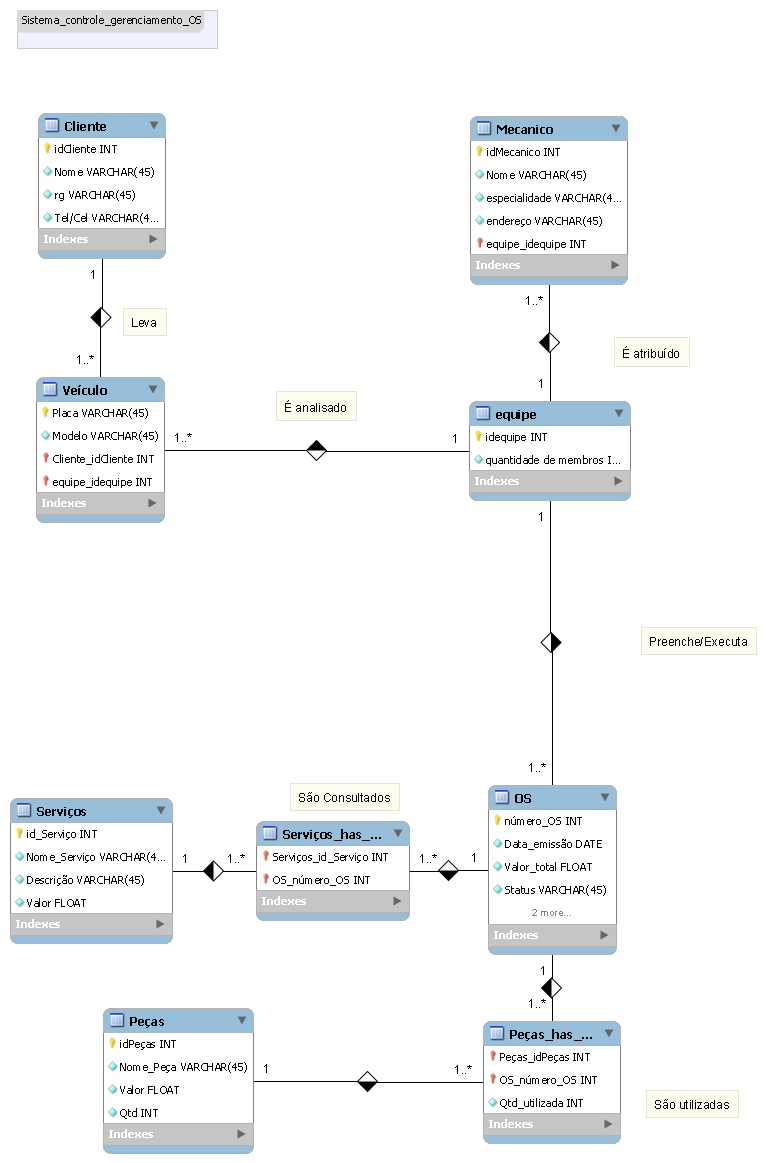 Sistema_controle_gerenciamento_OS
Cliente
idCliente INT
Nome VARCHAR(45)
rg VARCHAR(45)
Tel/Cel VARCHAR(4...
Indexes
Mecanico
idMecanico INT
Nome VARCHAR(45)
especialidade VARCHAR(4...
endereço VARCHAR(45)
equipe_idequipe INT
Indexes
1
Leva
1..*
1..*
É atribuído
1
Veículo
Placa VARCHAR(45)
Modelo VARCHAR(45)
Cliente_idCliente INT
equipe_idequipe INT
Indexes
É analisado
1..*
1
equipe
idequipe INT
quantidade de membros I...
Indexes
1
Preenche/Executa
1..*
Serviços
id_Serviço INT
Nome_Serviço VARCHAR(4...
Descrição VARCHAR(45)
Valor FLOAT
Indexes
São Consultados
1
1..*
Serviços_has_...
Serviços_id_Serviço INT
OS_número_OS INT
Indexes
1..*
1
OS
número_OS INT
Data_emissão DATE
Valor_total FLOAT
Status VARCHAR(45)
2 more...
Indexes
1
1..*
Peças
idPeças INT
Nome_Peça VARCHAR(45)
Valor FLOAT
Qtd INT
Indexes
1
1..*
Peças_has_...
Peças_idPeças INT
OS_número_OS INT
Qtd_utilizada INT
Indexes
São utilizadas